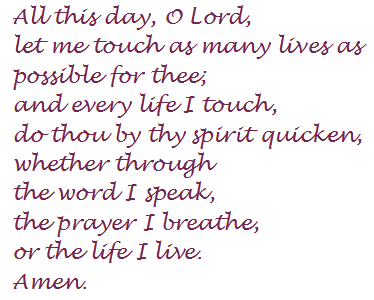 All this day, O Lord,
let me touch as many lives as
possible for thee;
and every life I touch,
do thou by thy spirit quicken,
whether through
the word I speak,
the prayer I breathe,
or the life I live.
Amen.